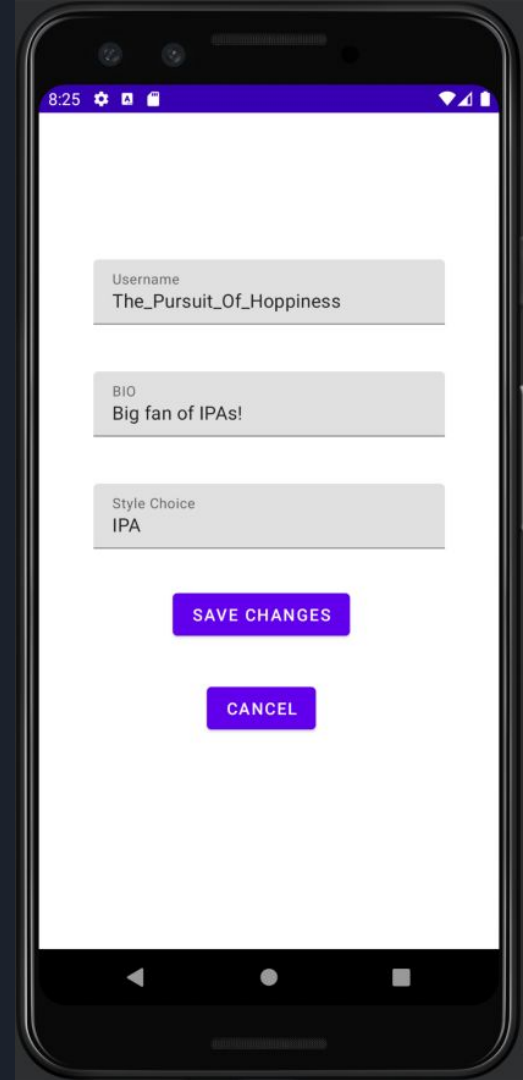 8:25
Username
The_Pursuit_Of_Hoppiness
BIO
Big fan of IPAs!
Style Choice
IPA
SAVE CHANGES
CANCEL